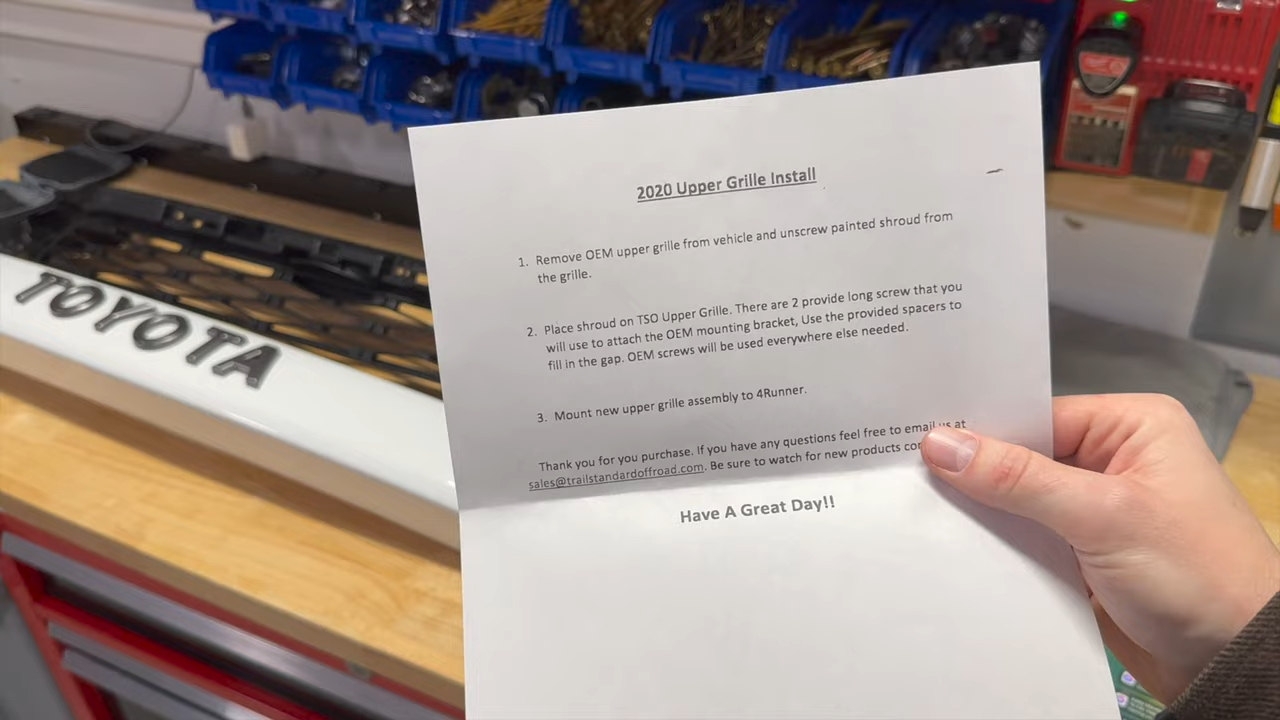 TOYOTA
2020 Upper Grille Install
1. Remove OEM upper grille from vehicle and unscrew painted shroud from
the grille.
2. Place shroud on TSO Upper Grille. There are 2 provide long screw that you
will use to attach the OEM mounting bracket, Use the provided spacers to
fill in the gap. OEM screws will be used everywhere else needed.
3. Mount new upper grille assembly to 4Runner.
Thank you for you purchase. If you have any questions feel free to email us at
sales@trailstandardoffroad.com. Be sure to watch for new products
Have A Great Day!!